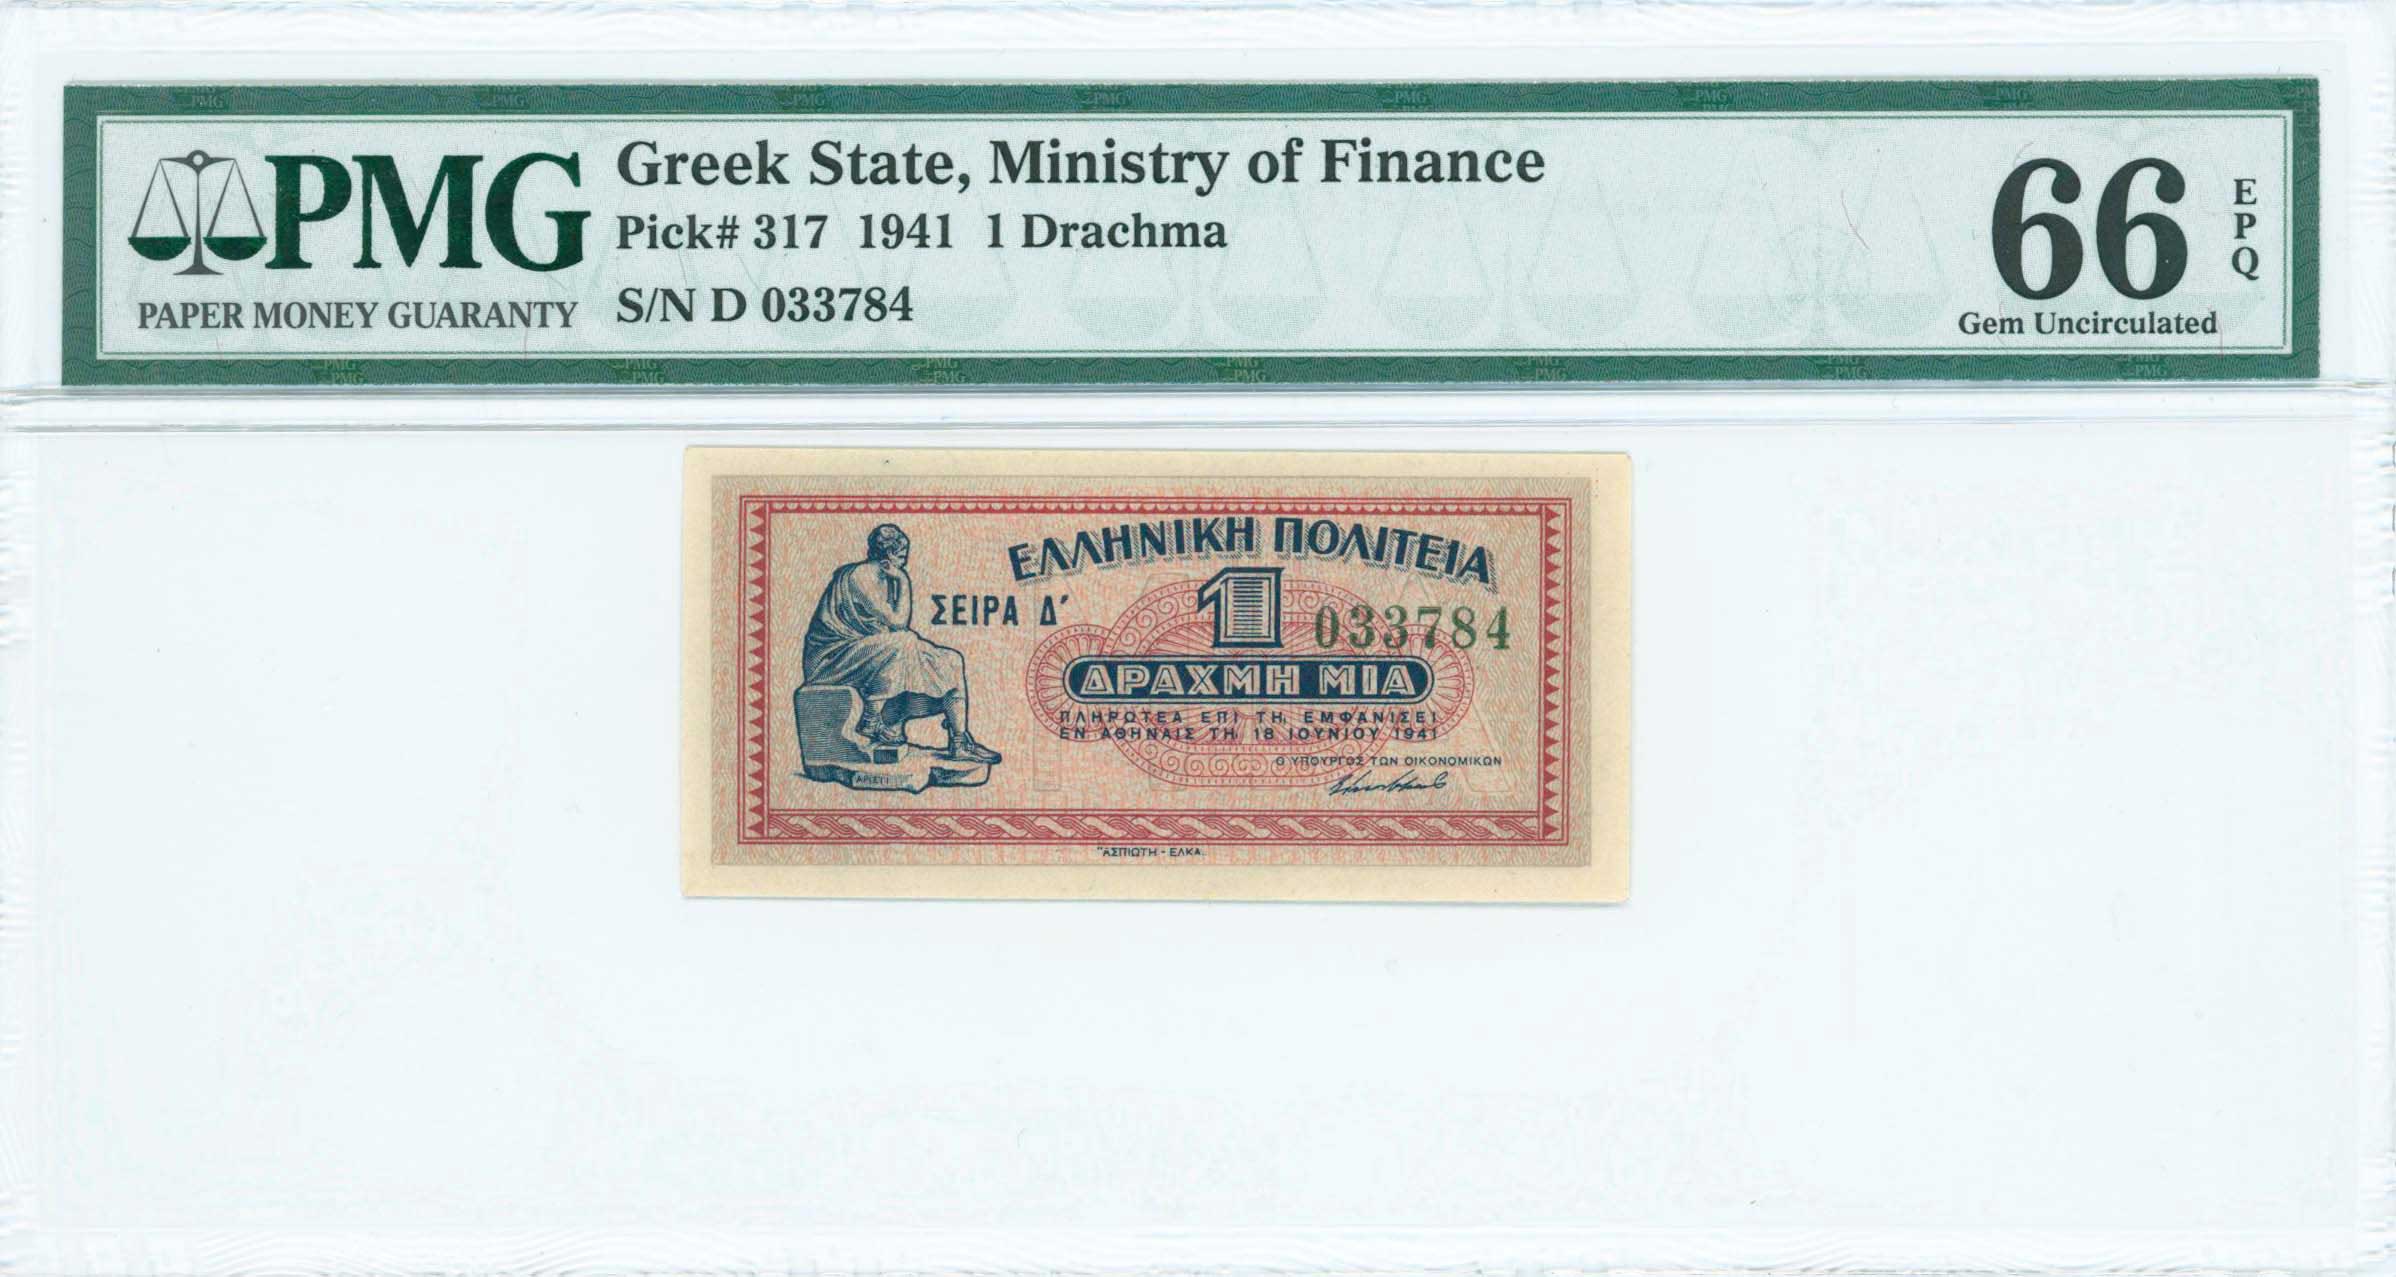 PMG
PAPER MONEY GUARANTY
Greek State, Ministry of Finance
Pick# 317 1941 1 Drachma
S/N D 033784
66
EPQ
Gem Uncirculated
ΕΛΛΗΝΙΚΗ ΠΟΛΙΤΕΙΑ
ΣΕΙΡΑ Δ'
1
033784
ΔΡΑΧΜΗ ΜΙΑ
ΠΛΗΡΩΤΕΑ ΕΠΙ ΤΗι ΕΜΦΑΝΙΣΕΙ
ΕΝ ΑΘΗΝΑΙΣ ΤΗι 18 ΙΟΥΝΙΟΥ 1941
Ο ΥΠΟΥΡΓΟΣ ΤΩΝ ΟΙΚΟΝΟΜΙΚΩΝ
"ΑΣΠΙΩΤΗ - ΕΛΚΑ.